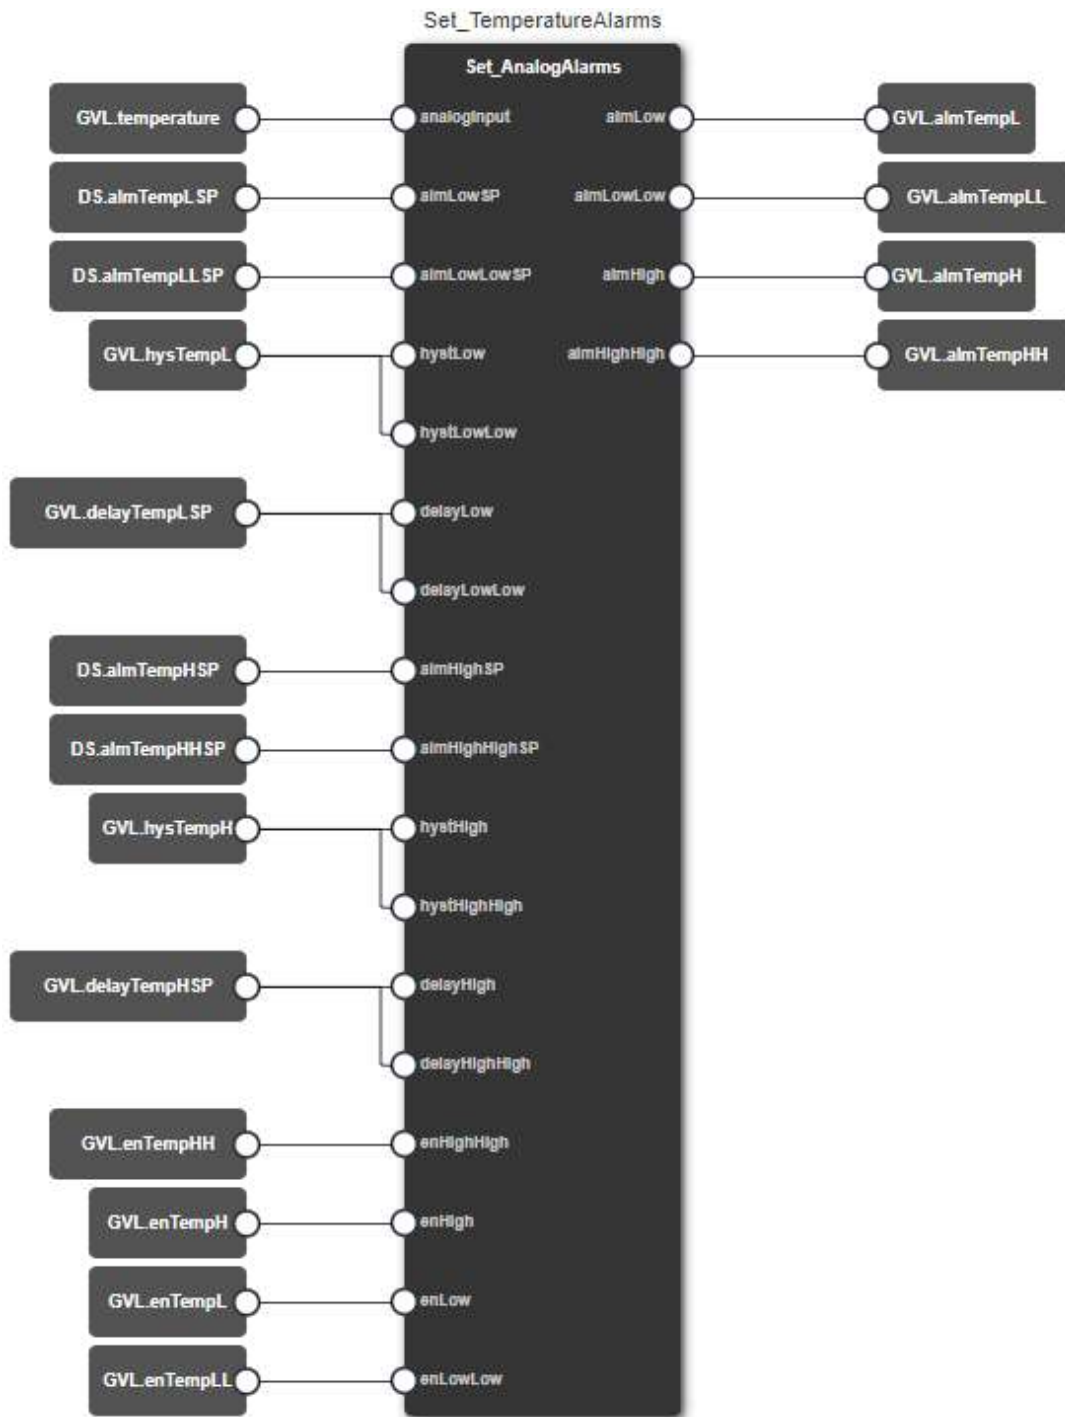 Set_TemperatureAlarms
Set_AnalogAlarms
GVL.temperature analogInput almLow GVL.almTempL
DS.almTempLSP almLowSP almLowLow GVL.almTempLL
DS.almTempLLSP almLowLowSP almHigh GVL.almTempH
GVL.hysTempL hystLow almHighHigh GVL.almTempHH
hystLowLow
GVL.delayTempLSP delayLow
delayLowLow
DS.almTempHSP almHighSP
DS.almTempHHSP almHighHighSP
GVL.hysTempH hystHigh
hystHighHigh
GVL.delayTempHSP delayHigh
delayHighHigh
GVL.enTempHH enHighHigh
GVL.enTempH enHigh
GVL.enTempL enLow
GVL.enTempLL enLowLow